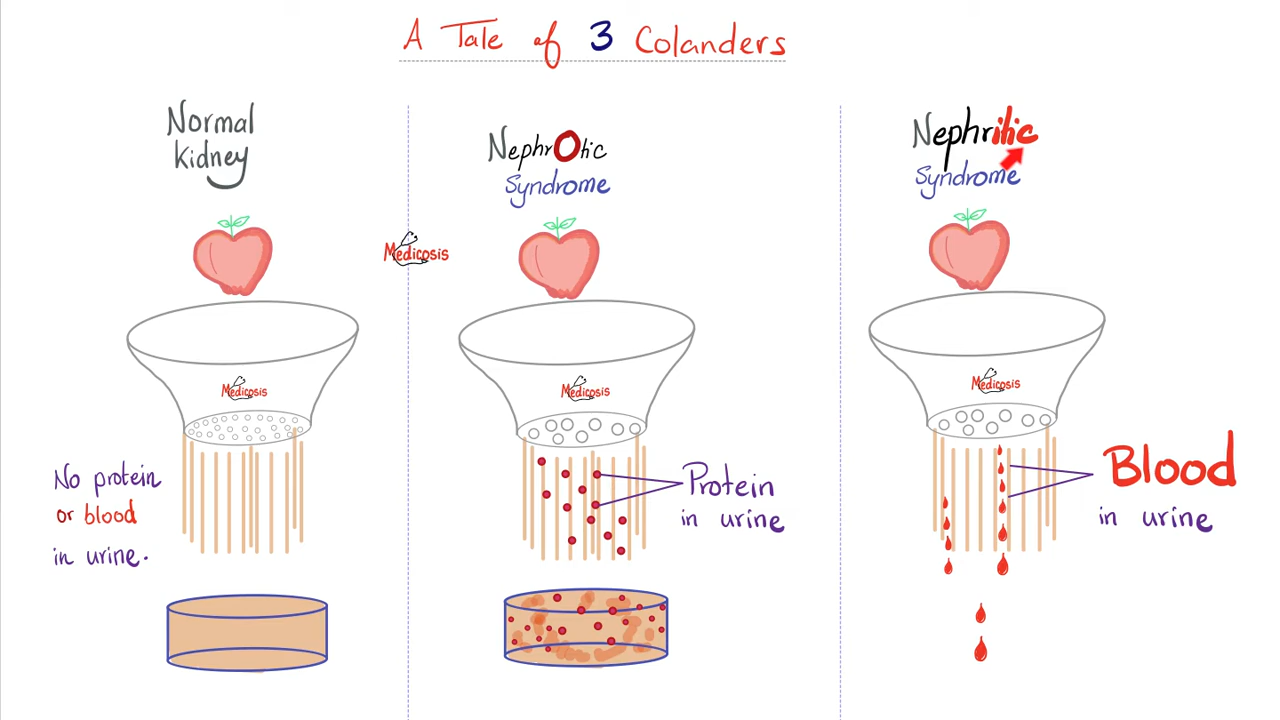 A Tale of 3 Colanders
Normal
kidney
NephrOtic
Syndrome
Nephritic
Syndrome
Medicosis
Medicosis
Medicosis
Medicosis
No protein
or blood
in urine.
Protein
in urine
Blood
in urine